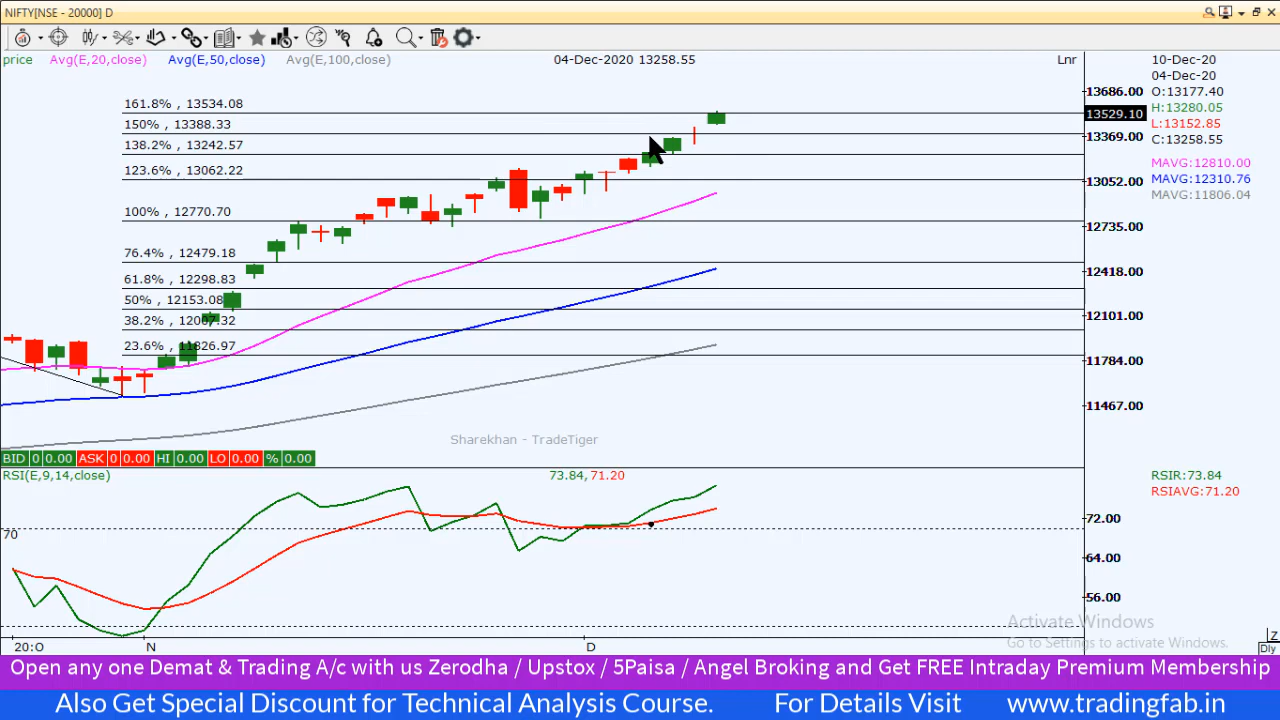 NIFTY[NSE - 20000] D
price Avg(E,20,close) Avg(E,50,close) Avg(E,100,close) 04-Dec-2020 13258.55 Lnr
10-Dec-20
04-Dec-20
O:13177.40
H:13280.05
L:13152.85
C:13258.55
MAVG:12810.00
MAVG:12310.76
MAVG:11806.04
161.8% , 13534.08
150% , 13388.33
138.2% , 13242.57
123.6% , 13062.22
100% , 12770.70
76.4% , 12479.18
61.8% , 12298.83
50% , 12153.08
38.2% , 12007.32
23.6% , 11826.97
13686.00
13529.10
13369.00
13052.00
12735.00
12418.00
12101.00
11784.00
11467.00
Sharekhan - TradeTiger
BID 0 0.00 ASK 0 0.00 HI 0.00 LO 0.00 % 0.00
RSI(E,9,14,close) 73.84, 71.20
RSIR:73.84
RSIAVG:71.20
70
72.00
64.00
56.00
Activate Windows
Go to Settings to activate Windows.
20:O N D
Z
Dly
Open any one Demat & Trading A/c with us Zerodha / Upstox / 5Paisa / Angel Broking and Get FREE Intraday Premium Membership
Also Get Special Discount for Technical Analysis Course. For Details Visit www.tradingfab.in